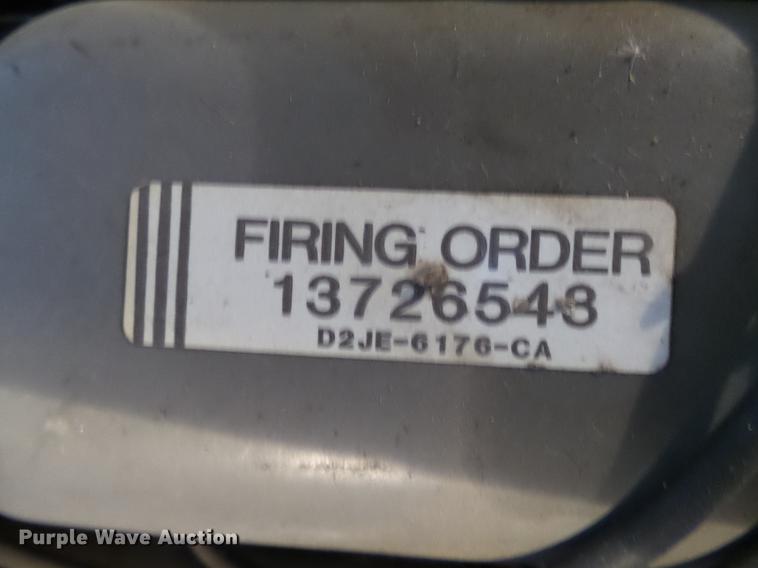 FIRING ORDER
13726548
D2JE-6176-CA
Purple Wave Auction